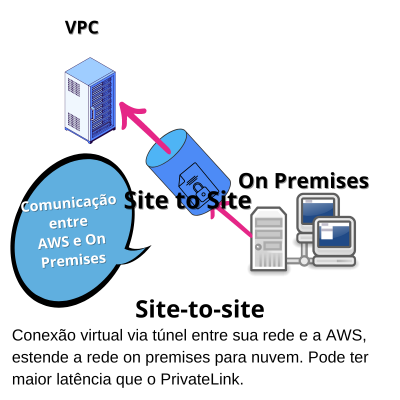 VPC
On Premises
Site to Site
Comunicação
entre
AWS e On
Premises
Site-to-site
Conexão virtual via túnel entre sua rede e a AWS,
estende a rede on premises para nuvem. Pode ter
maior latência que o PrivateLink.